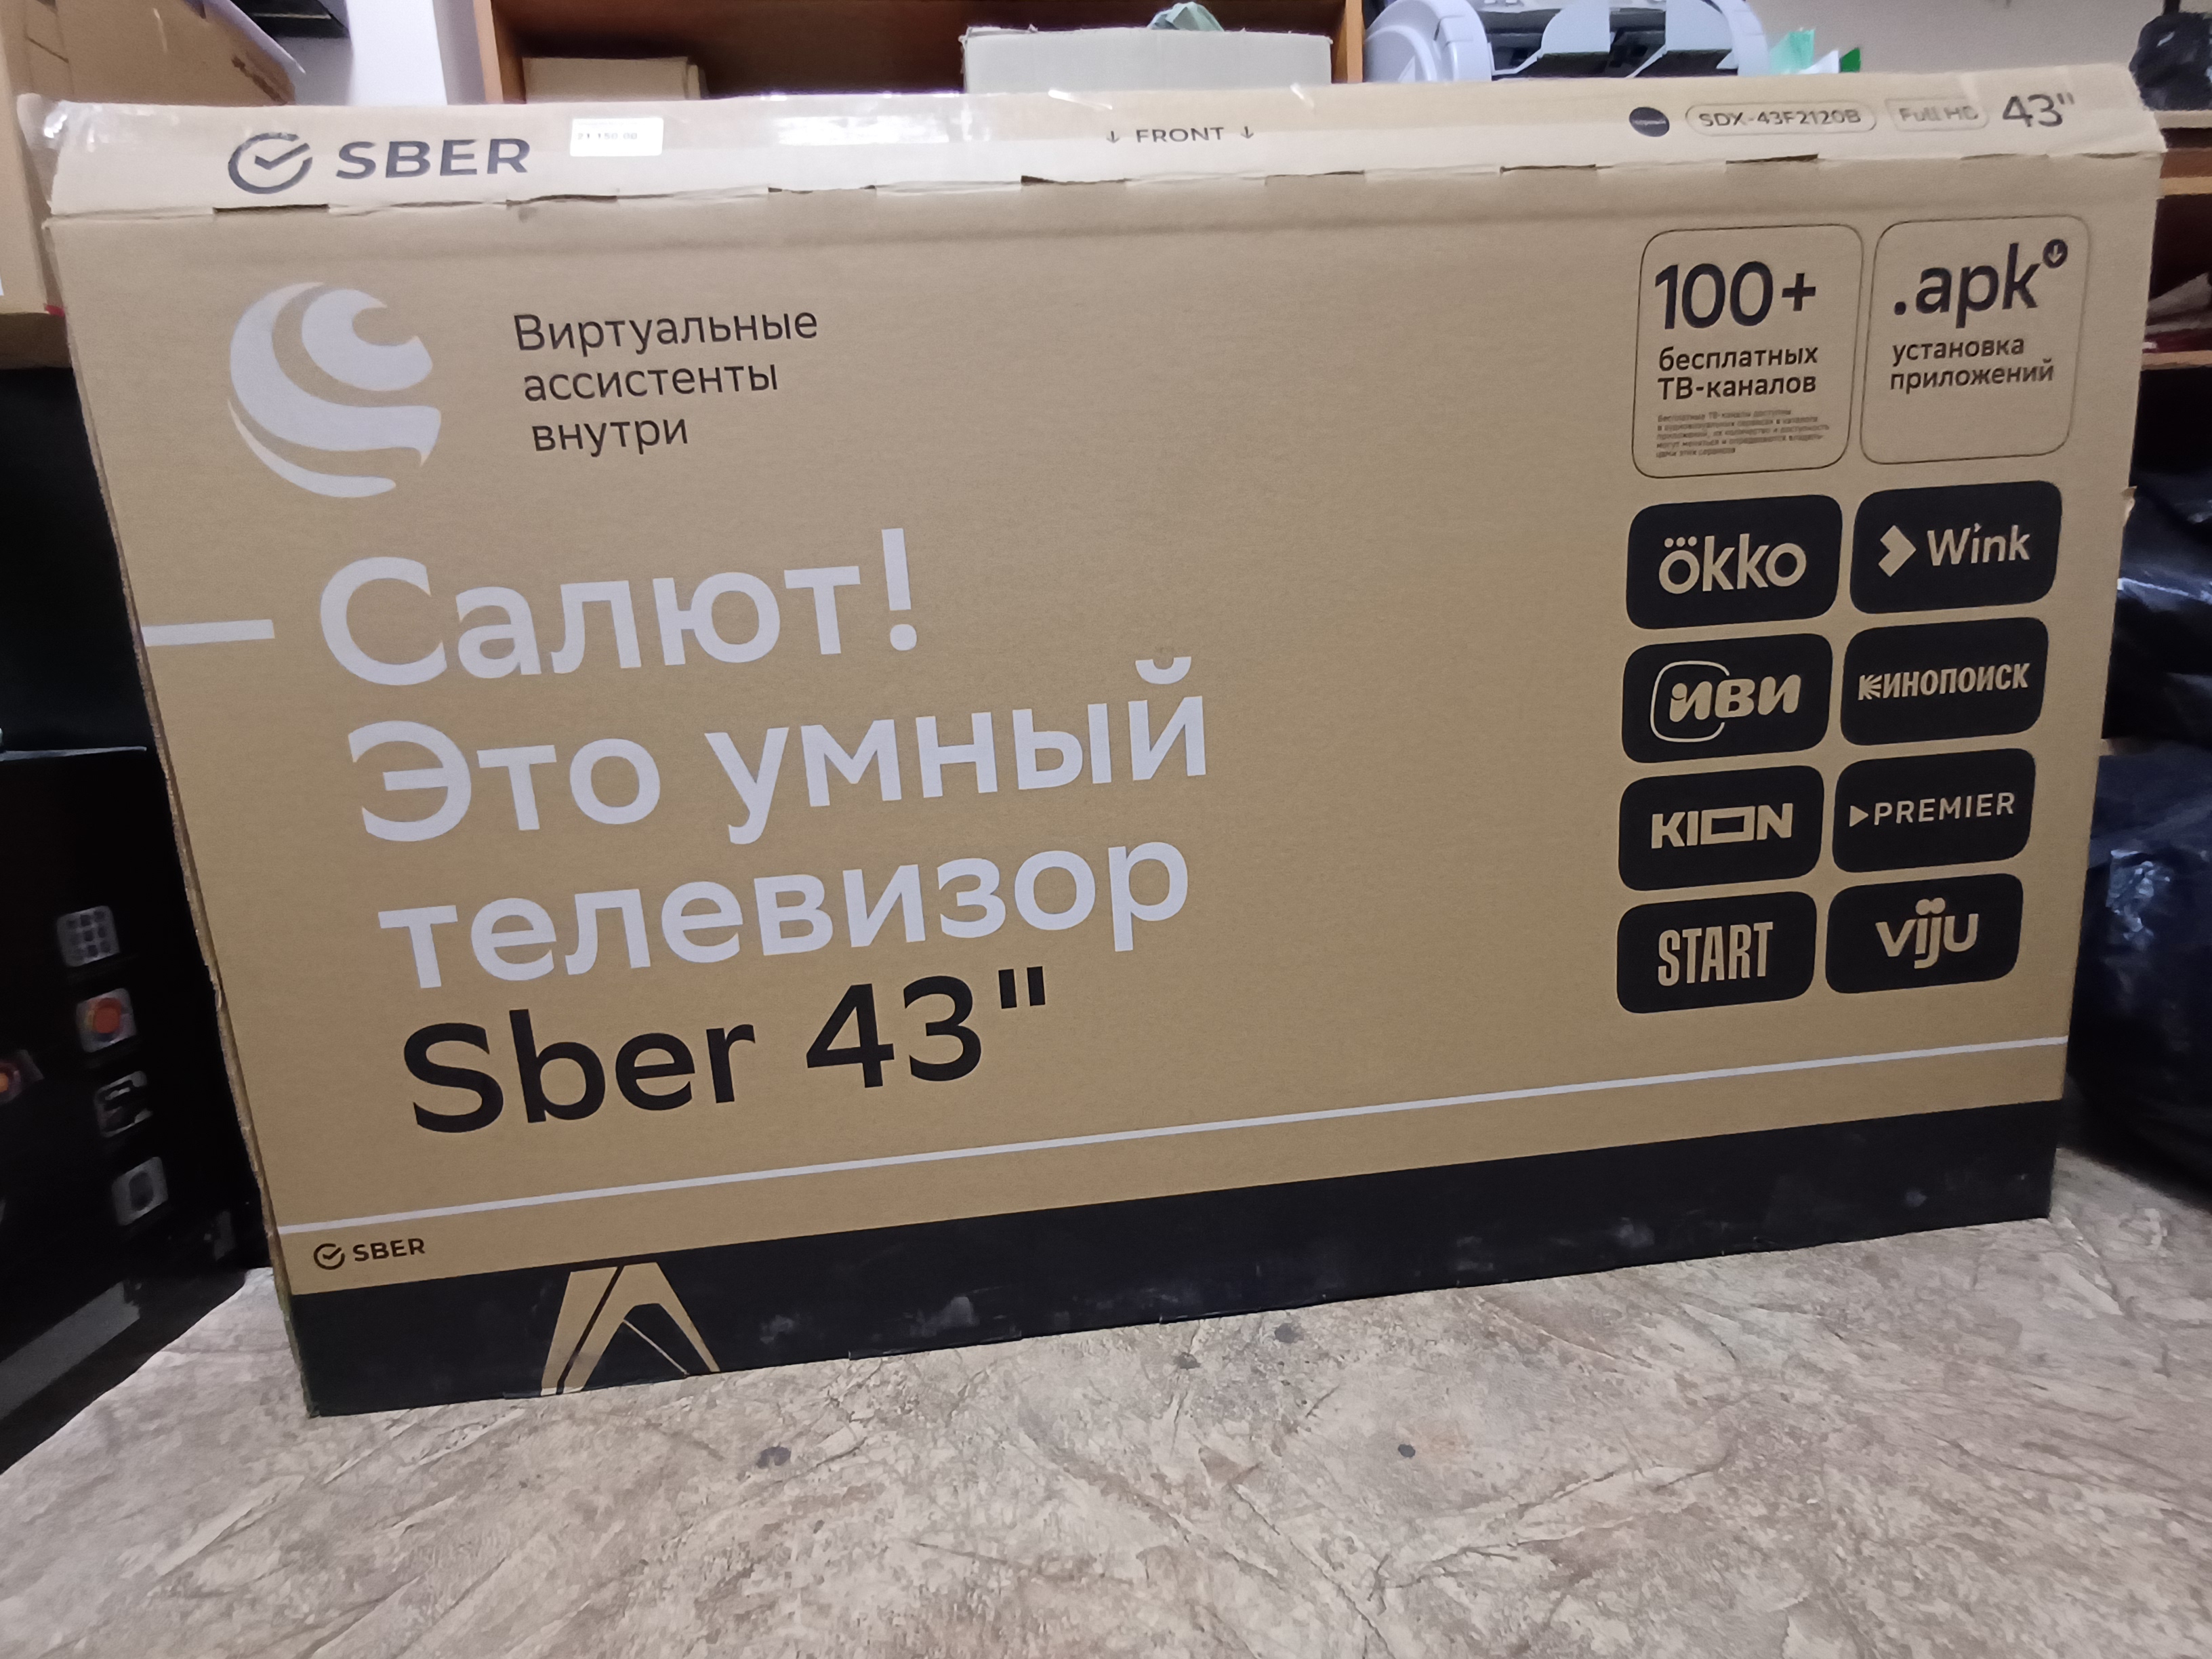 SBER
↓ FRONT ↓
SDX-43F2120B Full HD 43"
Виртуальные
ассистенты
внутри
100+
бесплатных
ТВ-каналов
.apk
установка
приложений
— Салют!
Это умный
телевизор
Sber 43"
okko
Wink
иви
КИНОПОИСК
KION
PREMIER
START
viju
SBER